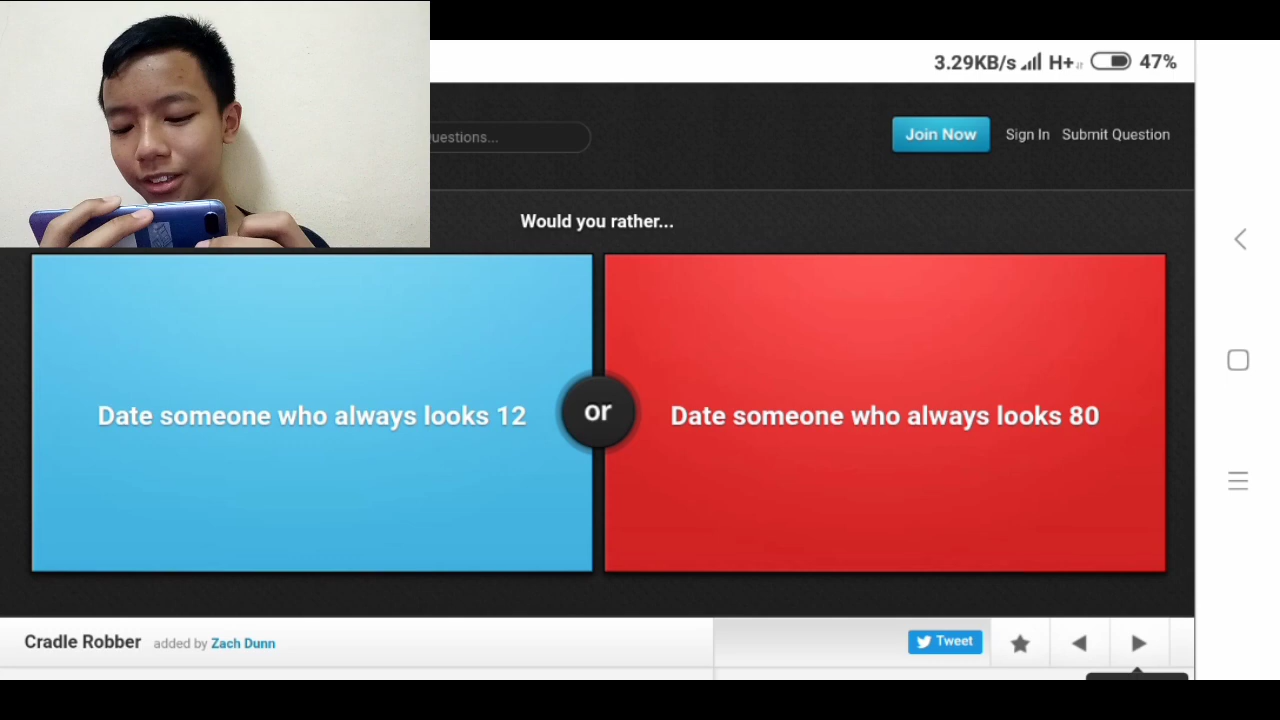 3.29KB/s H+ 47%
uestions...
Join Now Sign In Submit Question
Would you rather...
Date someone who always looks 12
or
Date someone who always looks 80
Cradle Robber added by Zach Dunn
Tweet